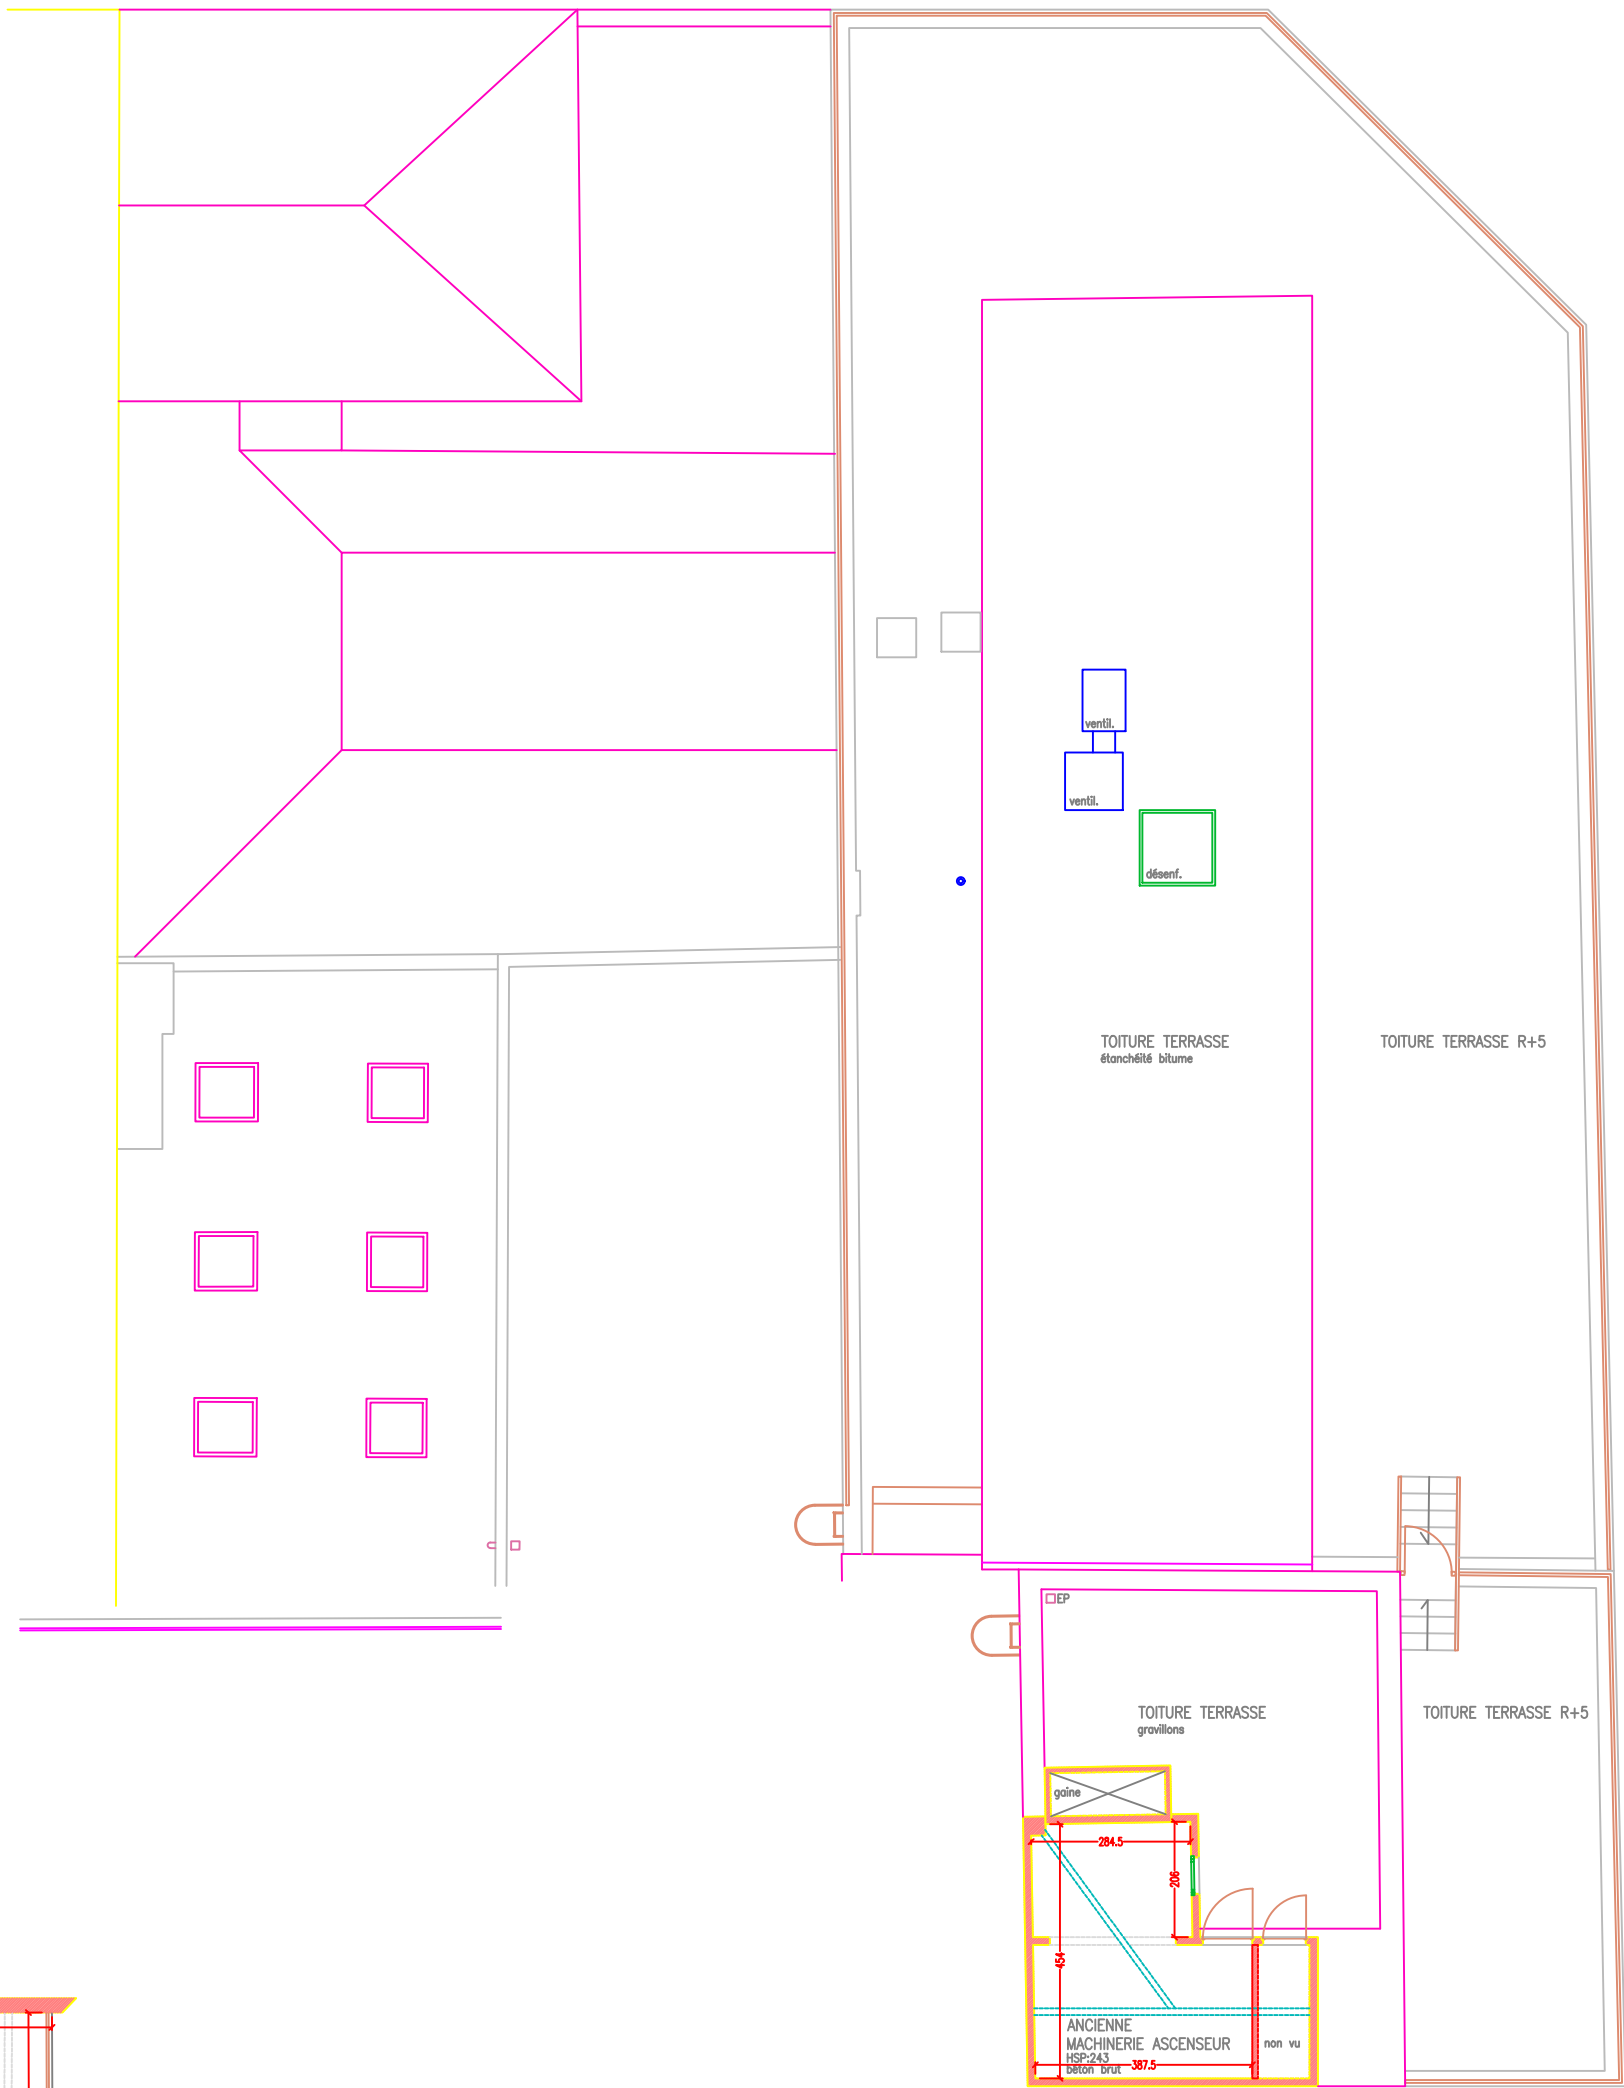 ventil.
ventil.
désenf.
TOITURE TERRASSE
étanchéité bitume
TOITURE TERRASSE R+5
EP
TOITURE TERRASSE
gravillons
TOITURE TERRASSE R+5
gaine
284.5
206
454
ANCIENNE
MACHINERIE ASCENSEUR
HSP:243
béton brut
387.5
non vu